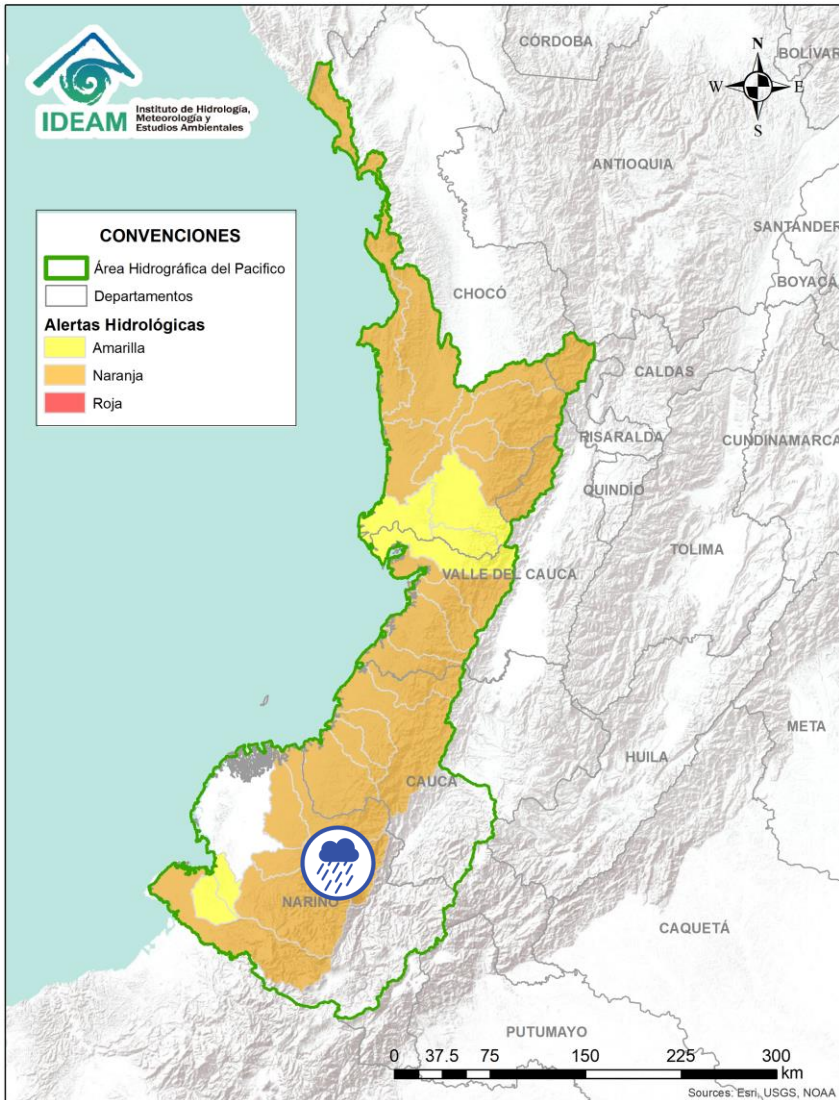 IDEAM
Instituto de Hidrología,
Meteorología y
Estudios Ambientales
CÓRDOBA
BOLÍVAR
N
W
E
S
ANTIOQUIA
SANTANDER
BOYACÁ
CONVENCIONES
Área Hidrográfica del Pacifico
Departamentos
Alertas Hidrológicas
Amarilla
Naranja
Roja
CHOCÓ
CALDAS
RISARALDA
CUNDINAMARCA
QUINDÍO
TOLIMA
VALLE DEL CAUCA
META
HUILA
CAUCA
NARIÑO
CAQUETÁ
PUTUMAYO
0 37.5 75 150 225 300
km
Sources: Esri, USGS, NOAA